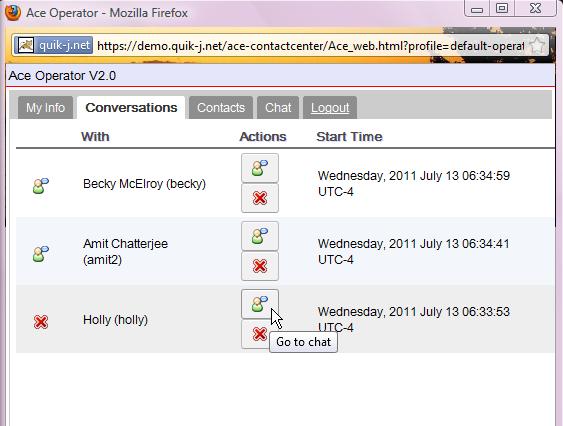 Ace Operator - Mozilla Firefox
quik-j.net https://demo.quik-j.net/ace-contactcenter/Ace_web.html?profile=default-operat
Ace Operator V2.0
My Info Conversations Contacts Chat Logout
With Actions Start Time
Becky McElroy (becky) Wednesday, 2011 July 13 06:34:59
UTC-4
Amit Chatterjee Wednesday, 2011 July 13 06:34:41
(amit2) UTC-4
Holly (holly) Wednesday, 2011 July 13 06:33:53
UTC-4
Go to chat